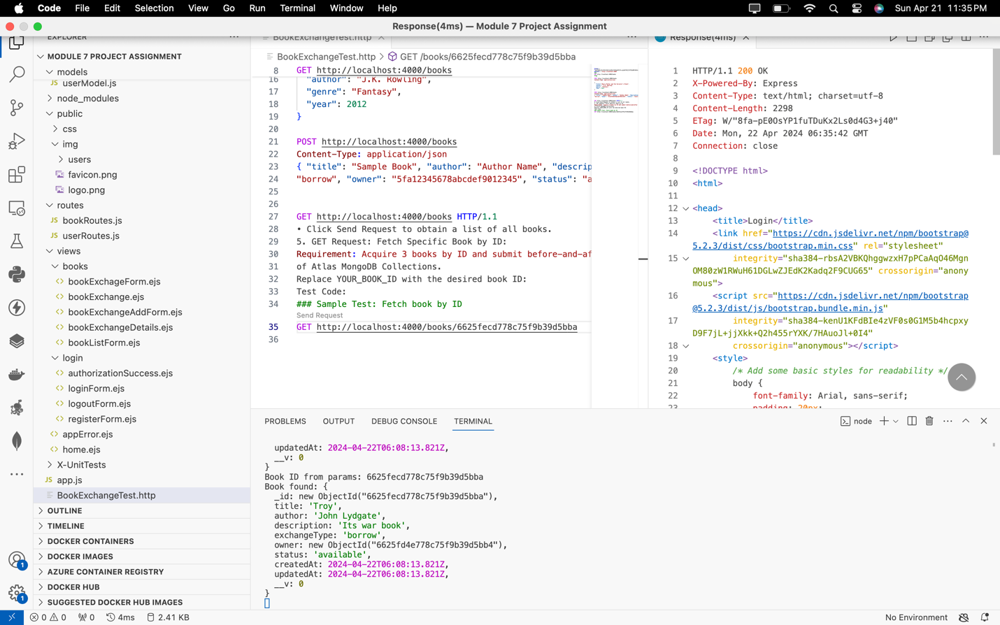 Code File Edit Selection View Go Run Terminal Window Help Sun Apr 21 11:35 PM
Response(4ms) — Module 7 Project Assignment
EXPLORER
MODULE 7 PROJECT ASSIGNMENT
models
JS userModel.js
node_modules
public
css
img
users
favicon.png
logo.png
routes
JS bookRoutes.js
JS userRoutes.js
views
books
<> bookExchageForm.ejs
<> bookExchange.ejs
<> bookExchangeAddForm.ejs
<> bookExchangeDetails.ejs
<> bookListForm.ejs
login
<> authorizationSuccess.ejs
<> loginForm.ejs
<> logoutForm.ejs
<> registerForm.ejs
<> appError.ejs
<> home.ejs
X-UnitTests
JS app.js
BookExchangeTest.http
OUTLINE
TIMELINE
DOCKER CONTAINERS
DOCKER IMAGES
AZURE CONTAINER REGISTRY
DOCKER HUB
SUGGESTED DOCKER HUB IMAGES
1
1
BookExchangeTest.http
BookExchangeTest.http > GET /books/6625fecd778c75f9b39d5bba
8 GET http://localhost:4000/books
16 "author": "J.K. Rowling",
17 "genre": "Fantasy",
18 "year": 2012
19 }
20
21 POST http://localhost:4000/books
22 Content-Type: application/json
23 { "title": "Sample Book", "author": "Author Name", "descrip
24 "borrow", "owner": "5fa12345678abcdef9012345", "status": "a
25
26
27 GET http://localhost:4000/books HTTP/1.1
28 • Click Send Request to obtain a list of all books.
29 5. GET Request: Fetch Specific Book by ID:
30 Requirement: Acquire 3 books by ID and submit before-and-af
31 of Atlas MongoDB Collections.
32 Replace YOUR_BOOK_ID with the desired book ID:
33 Test Code:
34 ### Sample Test: Fetch book by ID
Send Request
35 GET http://localhost:4000/books/6625fecd778c75f9b39d5bba
36
Response(4ms)
1 HTTP/1.1 200 OK
2 X-Powered-By: Express
3 Content-Type: text/html; charset=utf-8
4 Content-Length: 2298
5 ETag: W/"8fa-pE0OsYP1fuTDuKx2Ls0d4G3+j40"
6 Date: Mon, 22 Apr 2024 06:35:42 GMT
7 Connection: close
8
9 <!DOCTYPE html>
10 <html>
11
12 <head>
13 <title>Login</title>
14 <link href="https://cdn.jsdelivr.net/npm/bootstrap@
5.2.3/dist/css/bootstrap.min.css" rel="stylesheet"
15 integrity="sha384-rbsA2VBKQhggwzxH7pPCaAqO46Mgn
OM80zW1RWuH61DGLwZJEdK2Kadq2F9CUG65" crossorigin="anony
mous">
16 <script src="https://cdn.jsdelivr.net/npm/bootstrap
@5.2.3/dist/js/bootstrap.bundle.min.js"
17 integrity="sha384-kenU1KFdBIe4zVF0s0G1M5b4hcpxy
D9F7jL+jjXkk+Q2h455rYXK/7HAuoJl+0I4"
18 crossorigin="anonymous"></script>
19 <style>
20 /* Add some basic styles for readability */
21 body {
22 font-family: Arial, sans-serif;
23 padding: 20px;
PROBLEMS OUTPUT DEBUG CONSOLE TERMINAL node
updatedAt: 2024-04-22T06:08:13.821Z,
__v: 0
}
Book ID from params: 6625fecd778c75f9b39d5bba
Book found: {
_id: new ObjectId("6625fecd778c75f9b39d5bba"),
title: 'Troy',
author: 'John Lydgate',
description: 'Its war book',
exchangeType: 'borrow',
owner: new ObjectId("6625fd4e778c75f9b39d5bb4"),
status: 'available',
createdAt: 2024-04-22T06:08:13.821Z,
updatedAt: 2024-04-22T06:08:13.821Z,
__v: 0
}
0 0 0 4ms 2.41 KB No Environment